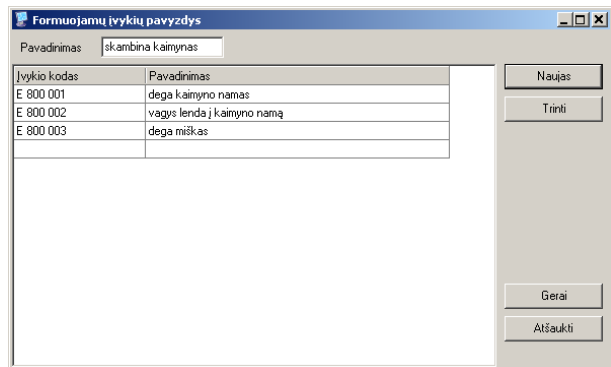 Formuojamų įvykių pavyzdys
Pavadinimas skambina kaimynas
Įvykio kodas Pavadinimas Naujas
E 800 001 dega kaimyno namas
E 800 002 vagys lenda į kaimyno namą Trinti
E 800 003 dega miškas
Gerai
Atšaukti